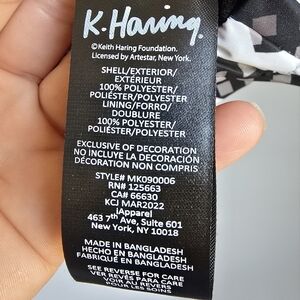 K. Haring
©Keith Haring Foundation.
Licensed by Artestar, New York.
SHELL/EXTERIOR/
EXTÉRIEUR
100% POLYESTER/
POLIÉSTER/POLYESTER
LINING/FORRO/
DOUBLURE
100% POLYESTER/
POLIÉSTER/POLYESTER
EXCLUSIVE OF DECORATION
NO INCLUYE LA DECORACIÓN
DÉCORATION NON COMPRIS
STYLE# MK090006
RN# 125663
CA# 66630
KCJ MAR2022
iApparel
463 7th Ave, Suite 601
New York, NY 10018
MADE IN BANGLADESH
HECHO EN BANGLADESH
FABRIQUÉ EN BANGLADESH
SEE REVERSE FOR CARE
VER REVÉS PARA CARE
VOIR AU REVERS
POUR LES SOINS